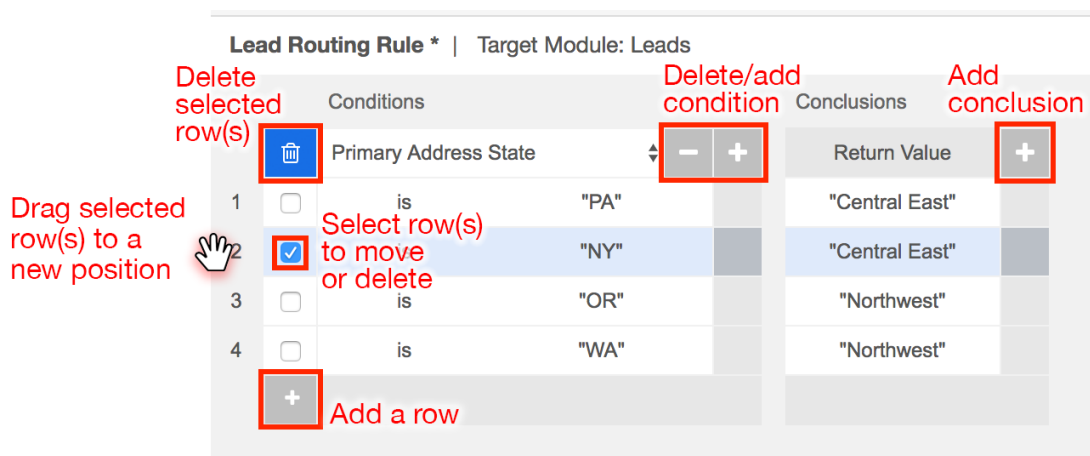 Lead Routing Rule * | Target Module: Leads
Delete
selected
row(s)
Conditions
Delete/add
condition
Conclusions
Add
conclusion
Primary Address State
Return Value
1 is "PA" "Central East"
Drag selected
row(s) to a
new position
Select row(s)
to move
or delete
2 "NY" "Central East"
3 is "OR" "Northwest"
4 is "WA" "Northwest"
Add a row